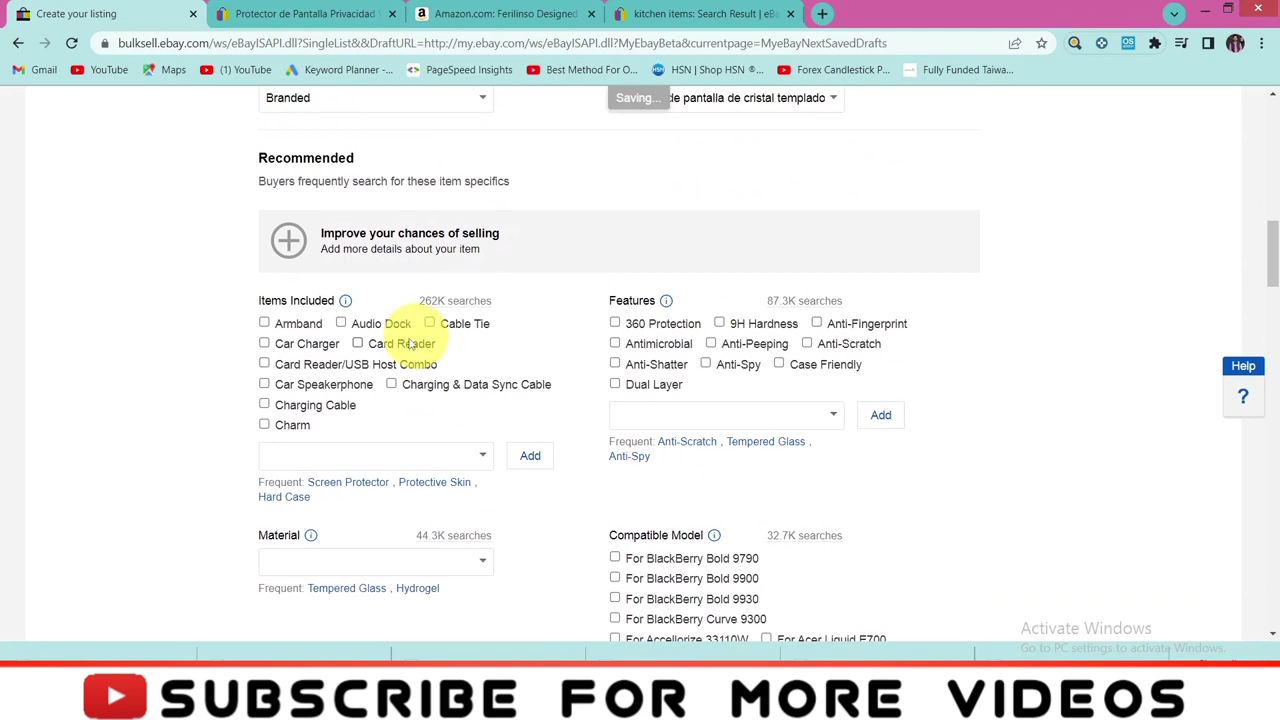 Create your listing
Protector de Pantalla Privacidad
Amazon.com: Ferilinso Designed
kitchen items: Search Result | eBa
bulksell.ebay.com/ws/eBayISAPI.dll?SingleList&&DraftURL=http://my.ebay.com/ws/eBayISAPI.dll?MyEbayBeta&currentpage=MyeBayNextSavedDrafts
Gmail
YouTube
Maps
(1) YouTube
Keyword Planner -...
PageSpeed Insights
Best Method For O...
HSN | Shop HSN ®...
Forex Candlestick P...
Fully Funded Taiwa...
Branded
Saving...
de pantalla de cristal templado
Recommended
Buyers frequently search for these item specifics
Improve your chances of selling
Add more details about your item
Items Included
262K searches
Armband Audio Dock Cable Tie
Car Charger Card Reader
Card Reader/USB Host Combo
Car Speakerphone Charging & Data Sync Cable
Charging Cable
Charm
Add
Frequent: Screen Protector , Protective Skin ,
Hard Case
Features
87.3K searches
360 Protection 9H Hardness Anti-Fingerprint
Antimicrobial Anti-Peeping Anti-Scratch
Anti-Shatter Anti-Spy Case Friendly
Dual Layer
Add
Frequent: Anti-Scratch , Tempered Glass ,
Anti-Spy
Material
44.3K searches
Frequent: Tempered Glass , Hydrogel
Compatible Model
32.7K searches
For BlackBerry Bold 9790
For BlackBerry Bold 9900
For BlackBerry Bold 9930
For BlackBerry Curve 9300
For Accellorize 33110W For Acer Liquid E700
Help
?
Activate Windows
Go to PC settings to activate Windows.
SUBSCRIBE FOR MORE VIDEOS